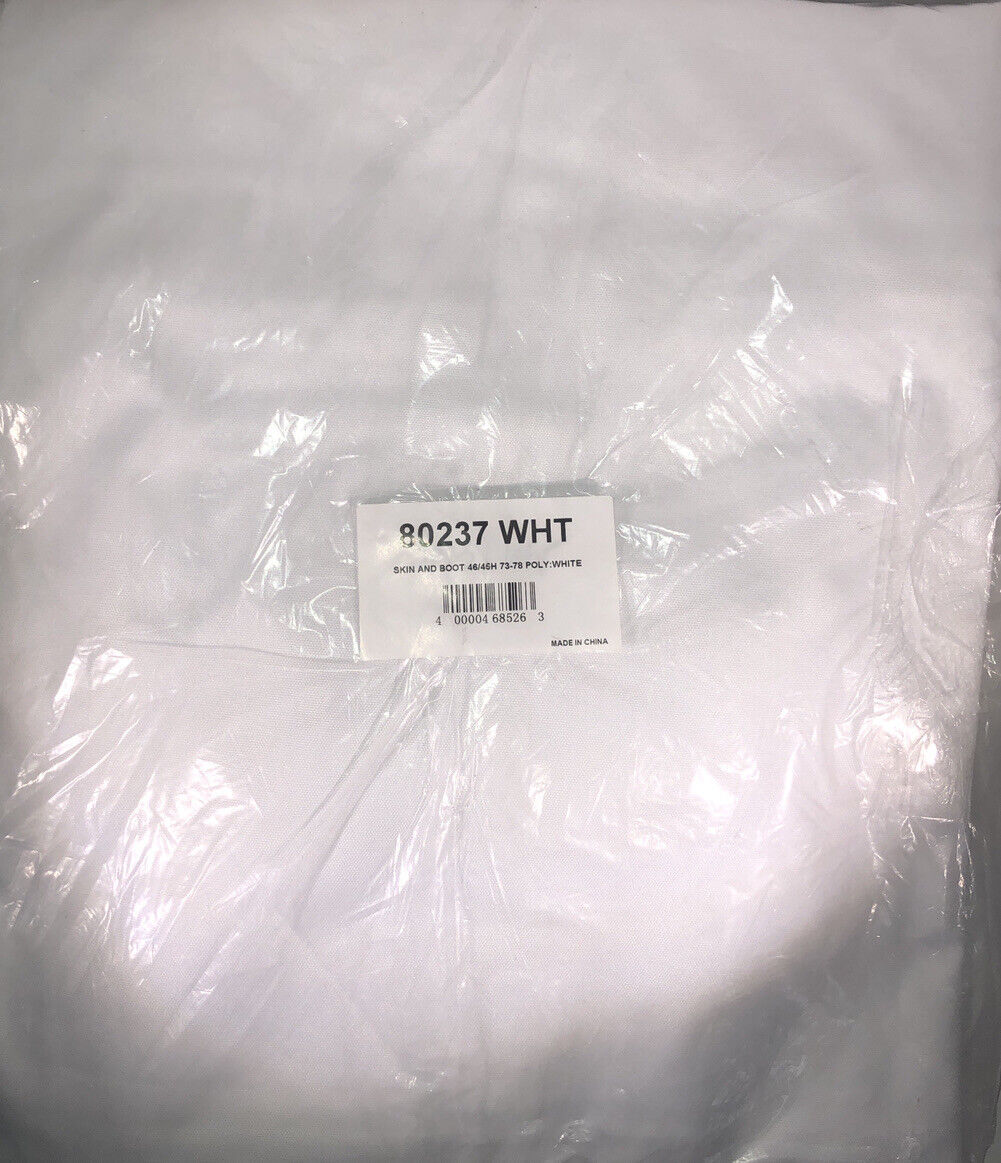 80237 WHT
SKIN AND BOOT 46/46H 73-78 POLY:WHITE
4 00004 68526 3
MADE IN CHINA